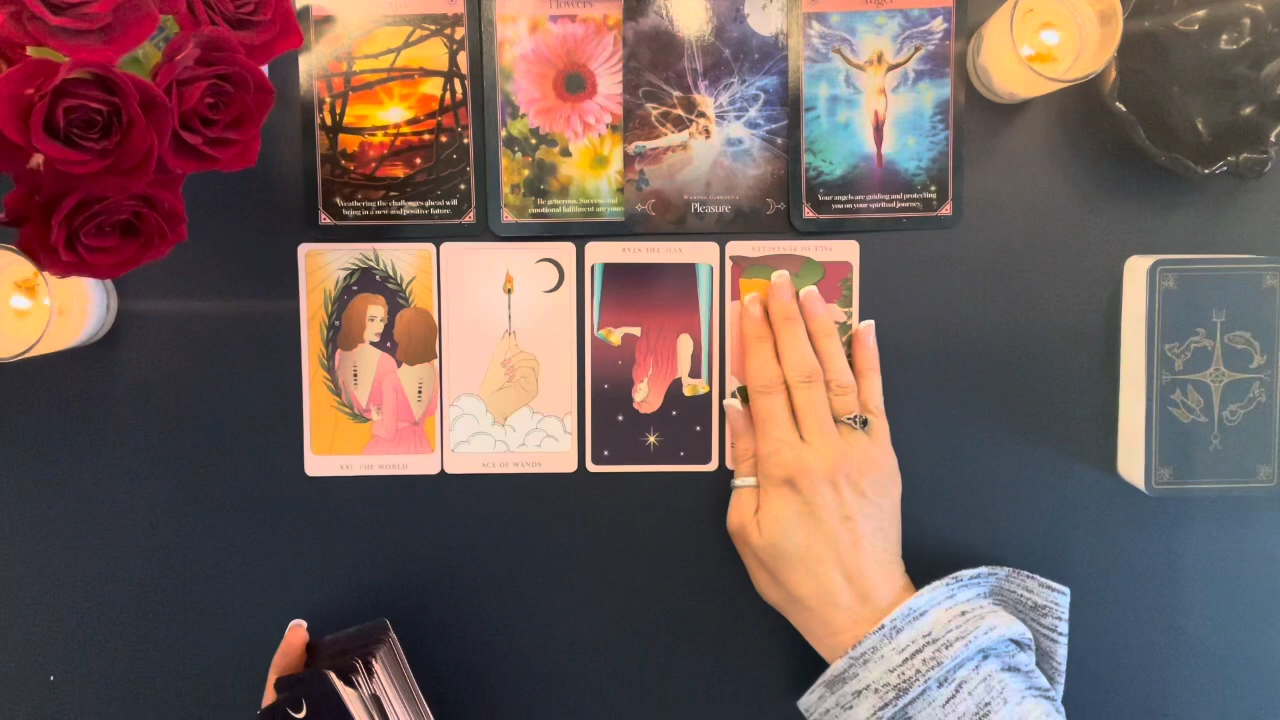 Flowers
Angel
Weathering the challenges ahead will
bring in a new and positive future.
Be generous. Success and
emotional fulfilment are yours
Pleasure
Your angels are guiding and protecting
you on your spiritual journey.
XVII THE STAR
PAGE OF PENTACLES
XXI. THE WORLD
ACE OF WANDS